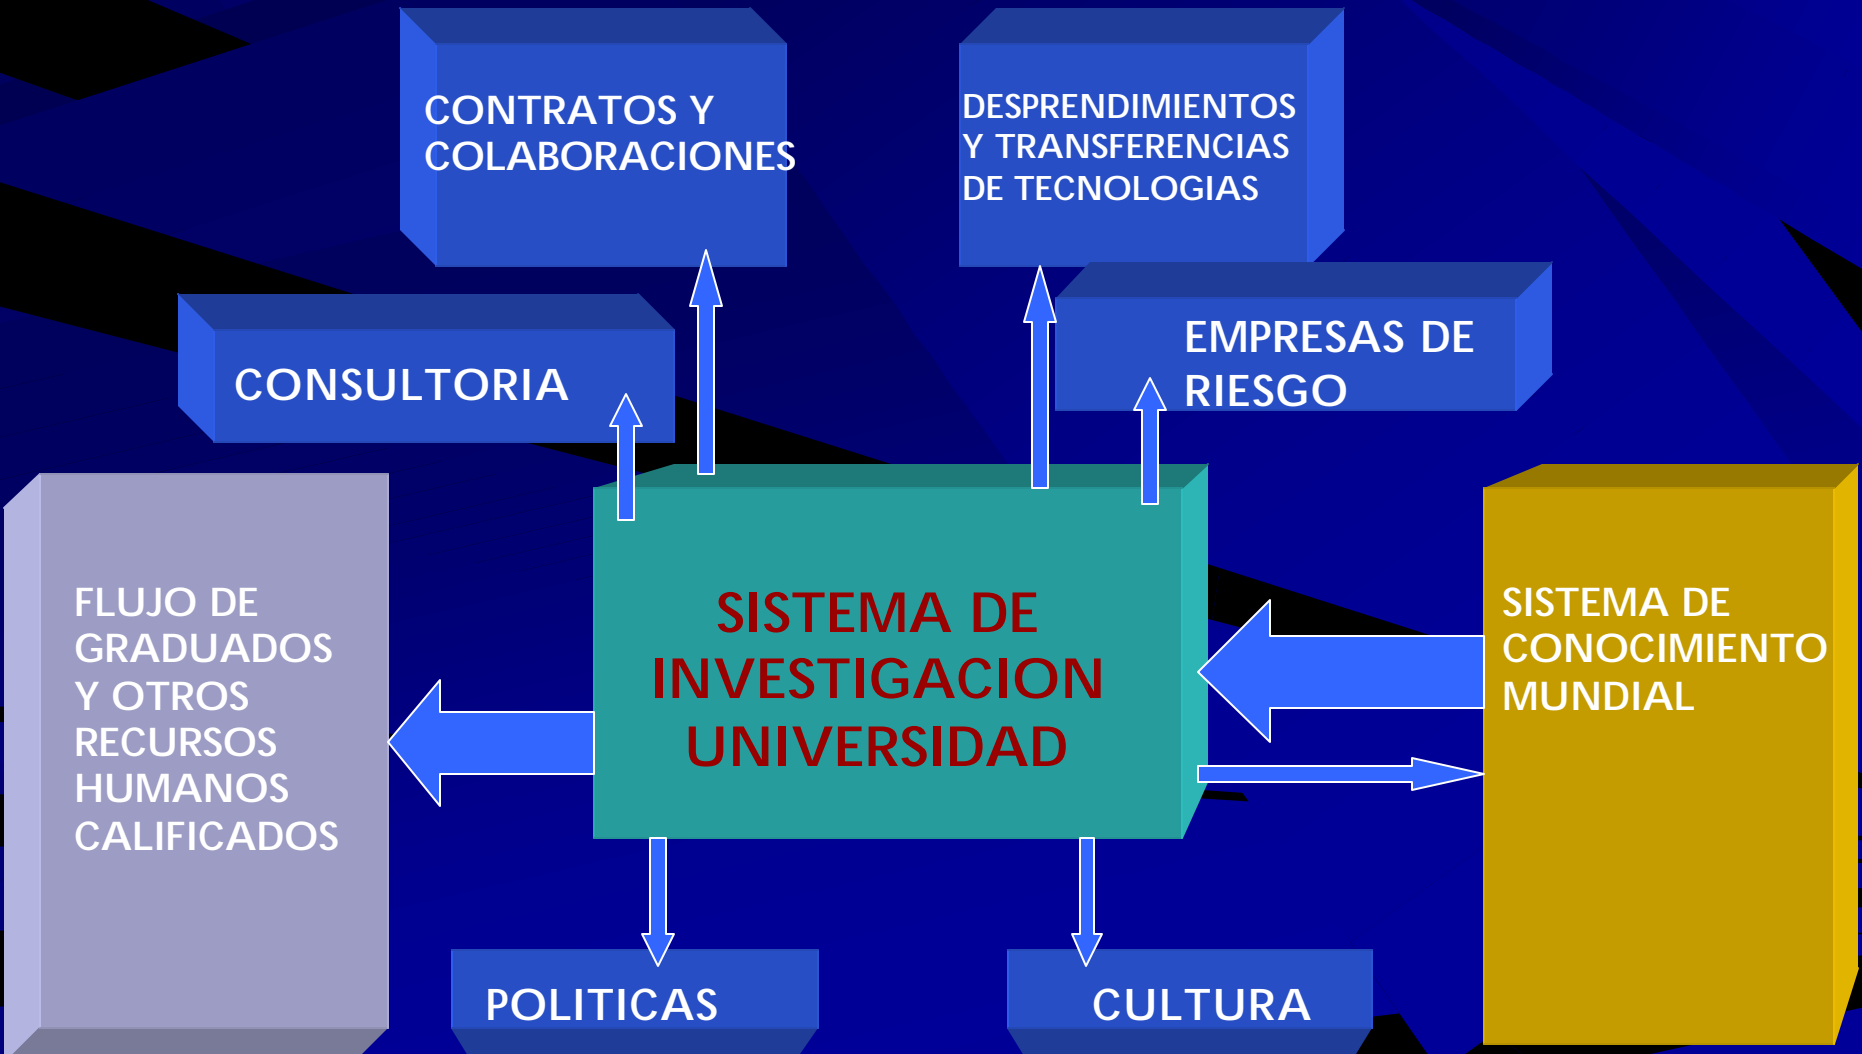 CONTRATOS Y
COLABORACIONES
DESPRENDIMIENTOS
Y TRANSFERENCIAS
DE TECNOLOGIAS
CONSULTORIA
EMPRESAS DE
RIESGO
FLUJO DE
GRADUADOS
Y OTROS
RECURSOS
HUMANOS
CALIFICADOS
SISTEMA DE
INVESTIGACION
UNIVERSIDAD
SISTEMA DE
CONOCIMIENTO
MUNDIAL
POLITICAS
CULTURA